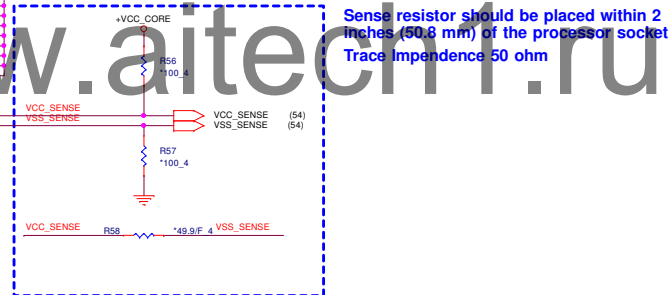 +VCC_CORE
Sense resistor should be placed within 2
inches (50.8 mm) of the processor socket
Trace Impendence 50 ohm
w.aitech1.ru
R56
*100_4
VCC_SENSE
VSS_SENSE
VCC_SENSE (54)
VSS_SENSE (54)
R57
*100_4
VCC_SENSE R58 *49.9/F_4 VSS_SENSE